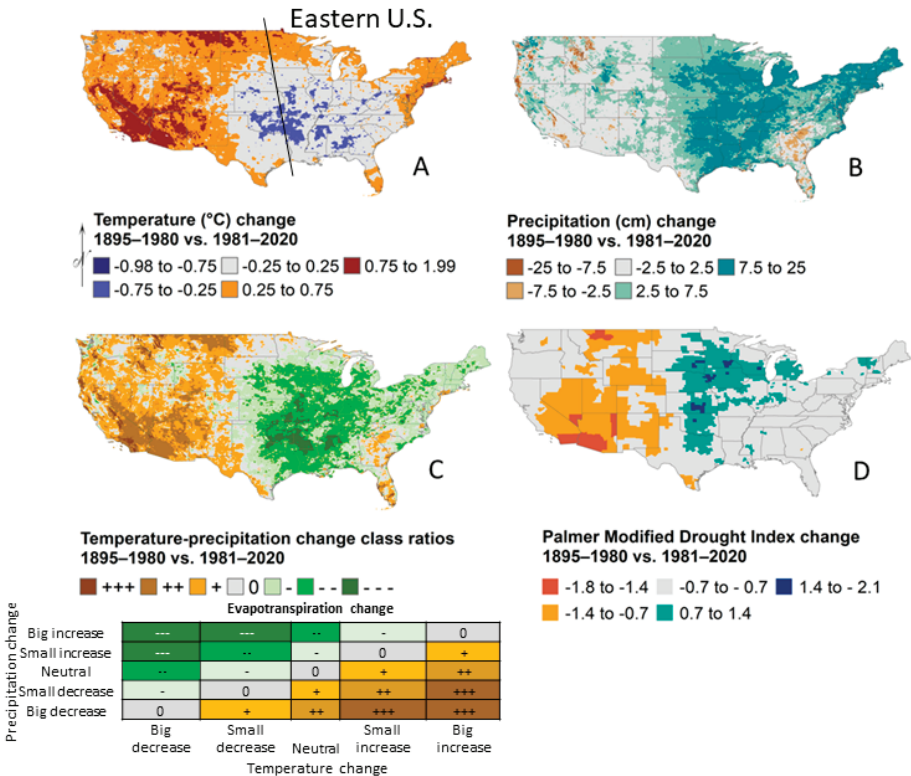 Eastern U.S.
A
B
Temperature (°C) change
1895–1980 vs. 1981–2020
-0.98 to -0.75 -0.25 to 0.25 0.75 to 1.99
-0.75 to -0.25 0.25 to 0.75
Precipitation (cm) change
1895–1980 vs. 1981–2020
-25 to -7.5 -2.5 to 2.5 7.5 to 25
-7.5 to -2.5 2.5 to 7.5
C
D
Temperature-precipitation change class ratios
1895–1980 vs. 1981–2020
+++ ++ + 0 - - - - - -
Palmer Modified Drought Index change
1895–1980 vs. 1981–2020
-1.8 to -1.4 -0.7 to - 0.7 1.4 to - 2.1
-1.4 to -0.7 0.7 to 1.4
Evapotranspiration change
Precipitation change
Big increase --- --- -- - 0
Small increase --- -- - 0 +
Neutral -- - 0 + ++
Small decrease - 0 + ++ +++
Big decrease 0 + ++ +++ +++
Big decrease Small decrease Neutral Small increase Big increase
Temperature change